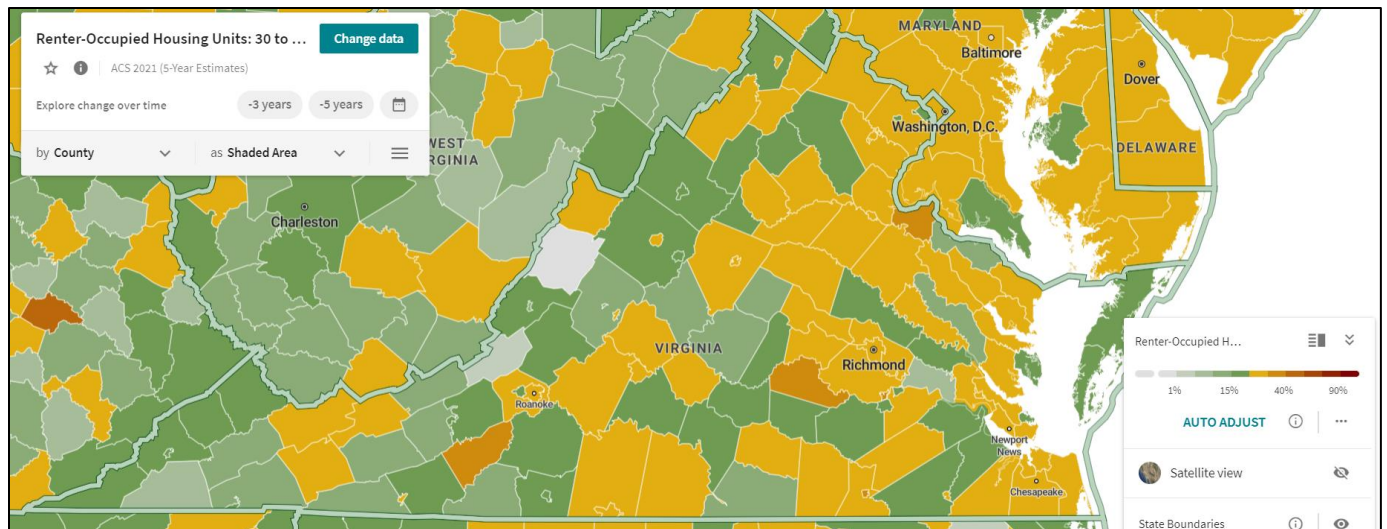 Renter-Occupied Housing Units: 30 to ...
Change data
ACS 2021 (5-Year Estimates)
Explore change over time
-3 years
-5 years
by County
as Shaded Area
MARYLAND
Baltimore
Dover
Washington, D.C.
DELAWARE
WEST
RGINIA
Charleston
VIRGINIA
Richmond
Roanoke
Newport
News
Chesapeake
Renter-Occupied H...
1% 15% 40% 90%
AUTO ADJUST
Satellite view
State Boundaries